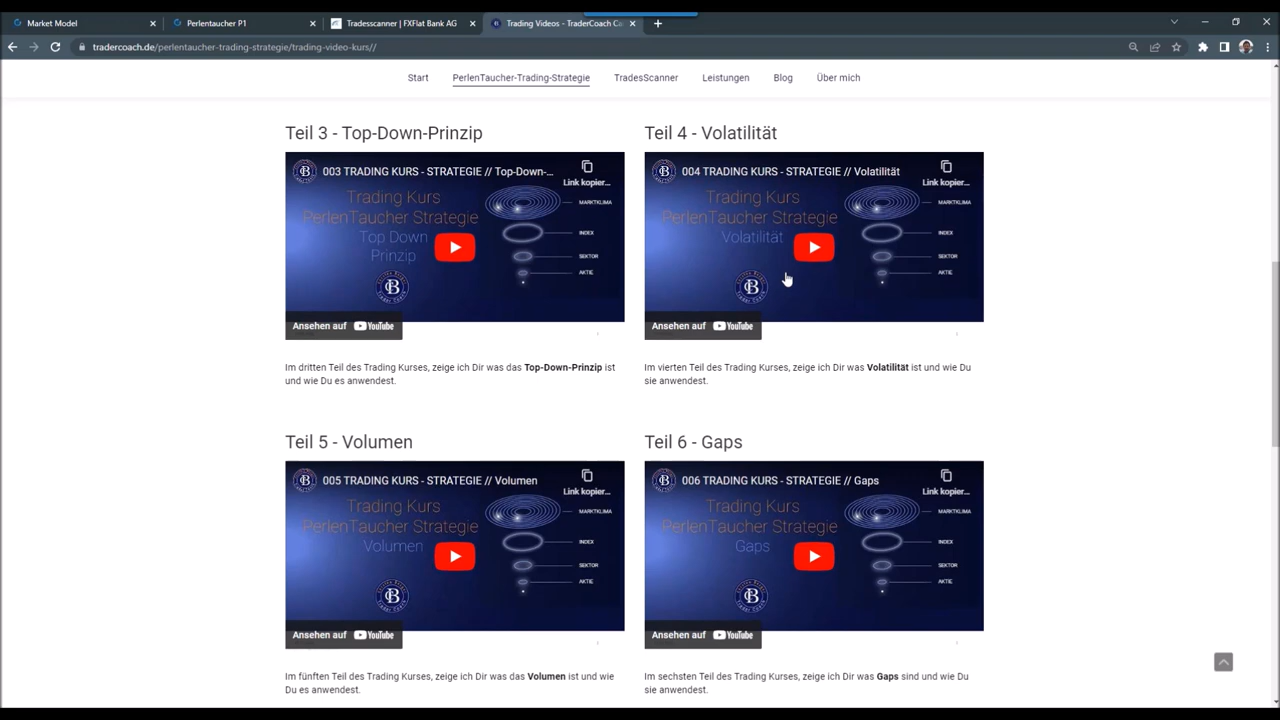 Market Model
Perlentaucher P1
Tradesscanner | FXFlat Bank AG
Trading Videos - TraderCoach Ca
tradercoach.de/perlentaucher-trading-strategie/trading-video-kurs//
Start
PerlenTaucher-Trading-Strategie
TradesScanner
Leistungen
Blog
Über mich
Teil 3 - Top-Down-Prinzip
003 TRADING KURS - STRATEGIE // Top-Down-...
Link kopier...
Trading Kurs
PerlenTaucher Strategie
Top Down
Prinzip
MARKTKLIMA
INDEX
SEKTOR
AKTIE
Ansehen auf YouTube
Im dritten Teil des Trading Kurses, zeige ich Dir was das Top-Down-Prinzip ist
und wie Du es anwendest.
Teil 4 - Volatilität
004 TRADING KURS - STRATEGIE // Volatilität
Link kopier...
Trading Kurs
PerlenTaucher Strategie
Volatilität
MARKTKLIMA
INDEX
SEKTOR
AKTIE
Ansehen auf YouTube
Im vierten Teil des Trading Kurses, zeige ich Dir was Volatilität ist und wie Du
sie anwendest.
Teil 5 - Volumen
005 TRADING KURS - STRATEGIE // Volumen
Link kopier...
Trading Kurs
PerlenTaucher Strategie
Volumen
MARKTKLIMA
INDEX
SEKTOR
AKTIE
Ansehen auf YouTube
Im fünften Teil des Trading Kurses, zeige ich Dir was das Volumen ist und wie
Du es anwendest.
Teil 6 - Gaps
006 TRADING KURS - STRATEGIE // Gaps
Link kopier...
Trading Kurs
PerlenTaucher Strategie
Gaps
MARKTKLIMA
INDEX
SEKTOR
AKTIE
Ansehen auf YouTube
Im sechsten Teil des Trading Kurses, zeige ich Dir was Gaps sind und wie Du
sie anwendest.